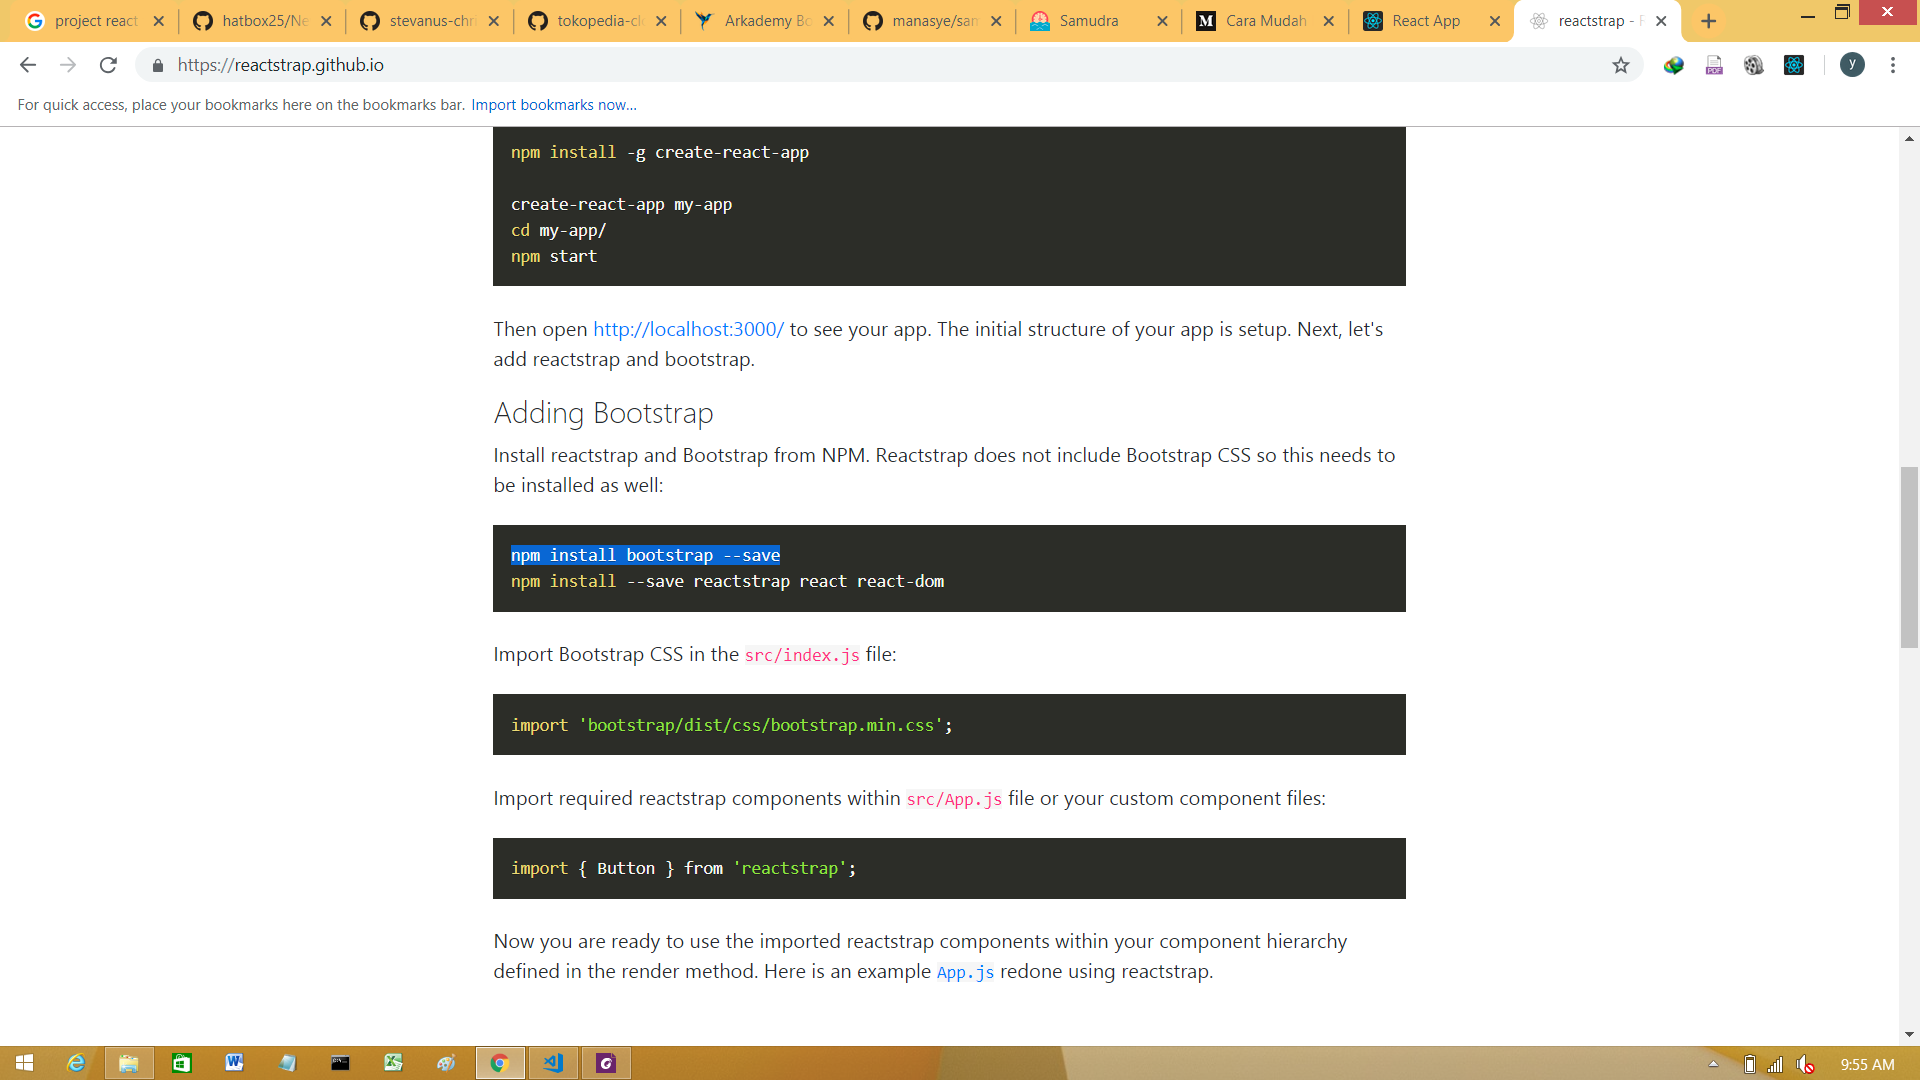 project react
hatbox25/Ne
stevanus-chri
tokopedia-cl
Arkademy Bo
manasye/sam
Samudra
Cara Mudah
React App
reactstrap - R
https://reactstrap.github.io
y
For quick access, place your bookmarks here on the bookmarks bar. Import bookmarks now...
npm install -g create-react-app
create-react-app my-app
cd my-app/
npm start
Then open http://localhost:3000/ to see your app. The initial structure of your app is setup. Next, let's
add reactstrap and bootstrap.
Adding Bootstrap
Install reactstrap and Bootstrap from NPM. Reactstrap does not include Bootstrap CSS so this needs to
be installed as well:
npm install bootstrap --save
npm install --save reactstrap react react-dom
Import Bootstrap CSS in the src/index.js file:
import 'bootstrap/dist/css/bootstrap.min.css';
Import required reactstrap components within src/App.js file or your custom component files:
import { Button } from 'reactstrap';
Now you are ready to use the imported reactstrap components within your component hierarchy
defined in the render method. Here is an example App.js redone using reactstrap.
9:55 AM